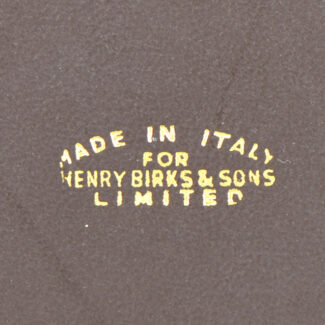 MADE IN ITALY
FOR
HENRY BIRKS & SONS
LIMITED